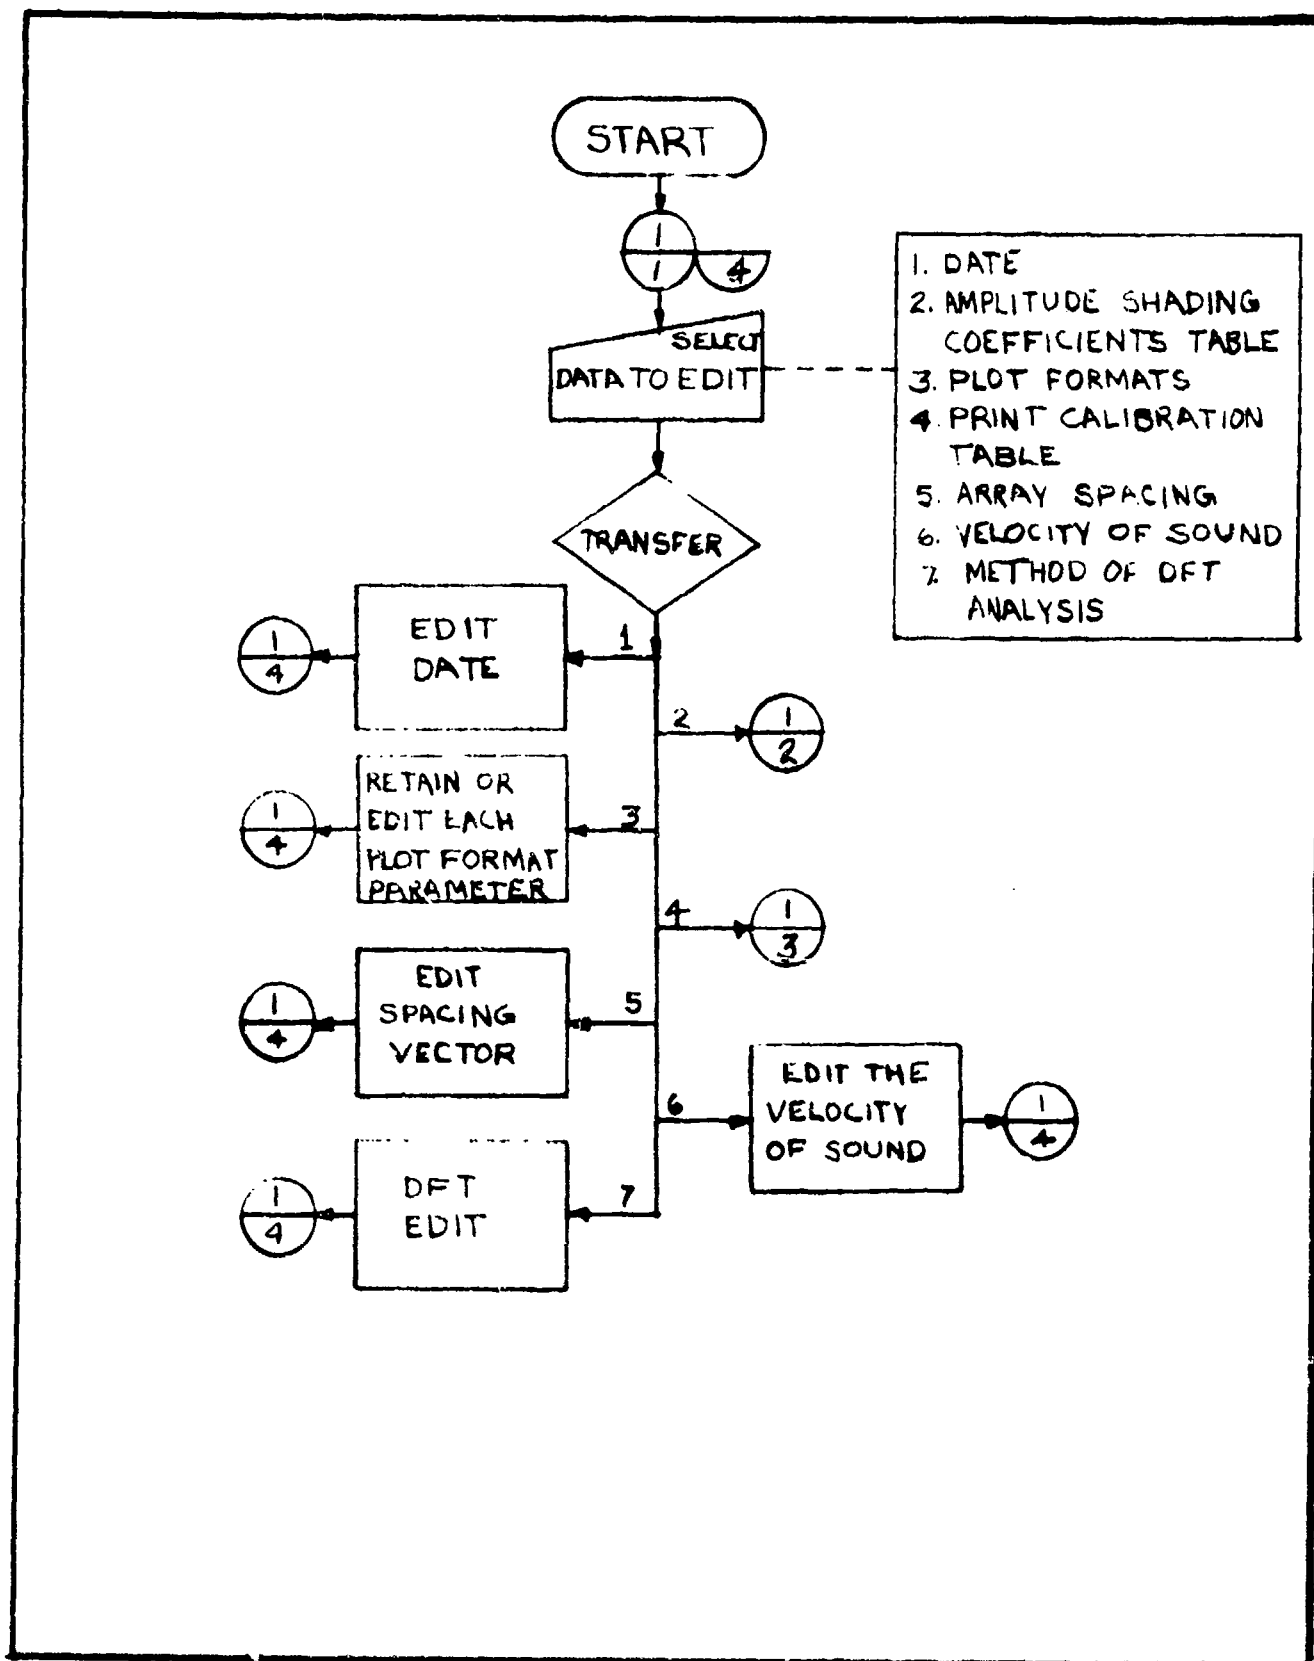 START
1
1
4
SELECT
DATA TO EDIT
1. DATE
2. AMPLITUDE SHADING
COEFFICIENTS TABLE
3. PLOT FORMATS
4. PRINT CALIBRATION
TABLE
5. ARRAY SPACING
6. VELOCITY OF SOUND
7. METHOD OF DFT
ANALYSIS
TRANSFER
1
EDIT
DATE
1
4
2
1
2
3
RETAIN OR
EDIT EACH
PLOT FORMAT
PARAMETER
1
4
4
1
3
5
EDIT
SPACING
VECTOR
1
4
6
EDIT THE
VELOCITY
OF SOUND
1
4
7
DFT
EDIT
1
4